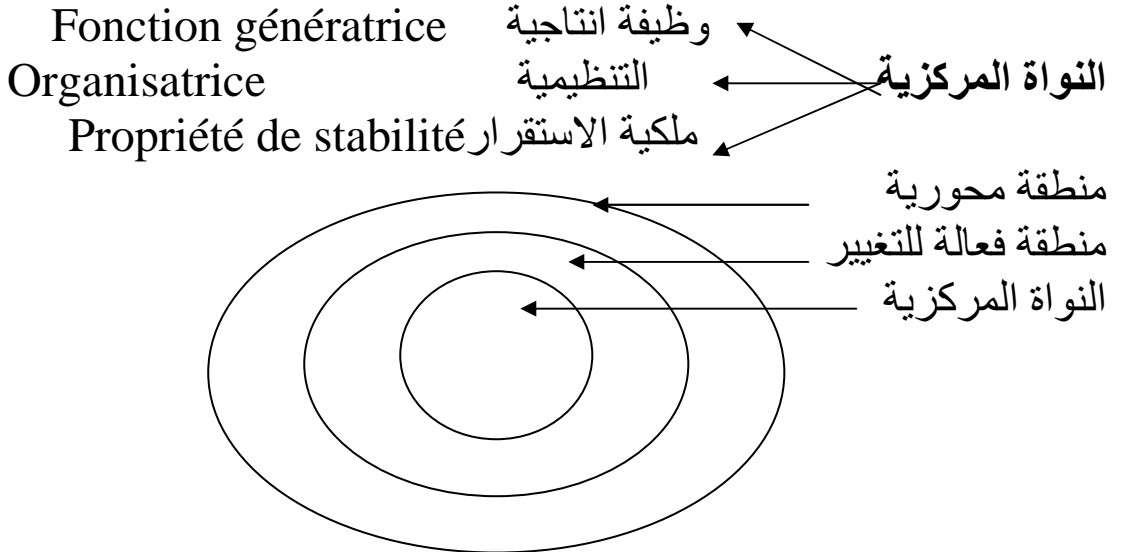 Fonction génératrice وظيفة انتاجية
النواة المركزية
Organisatrice التنظيمية
Propriété de stabilité ملكية الاستقرار
منطقة محورية
منطقة فعالة للتغيير
النواة المركزية